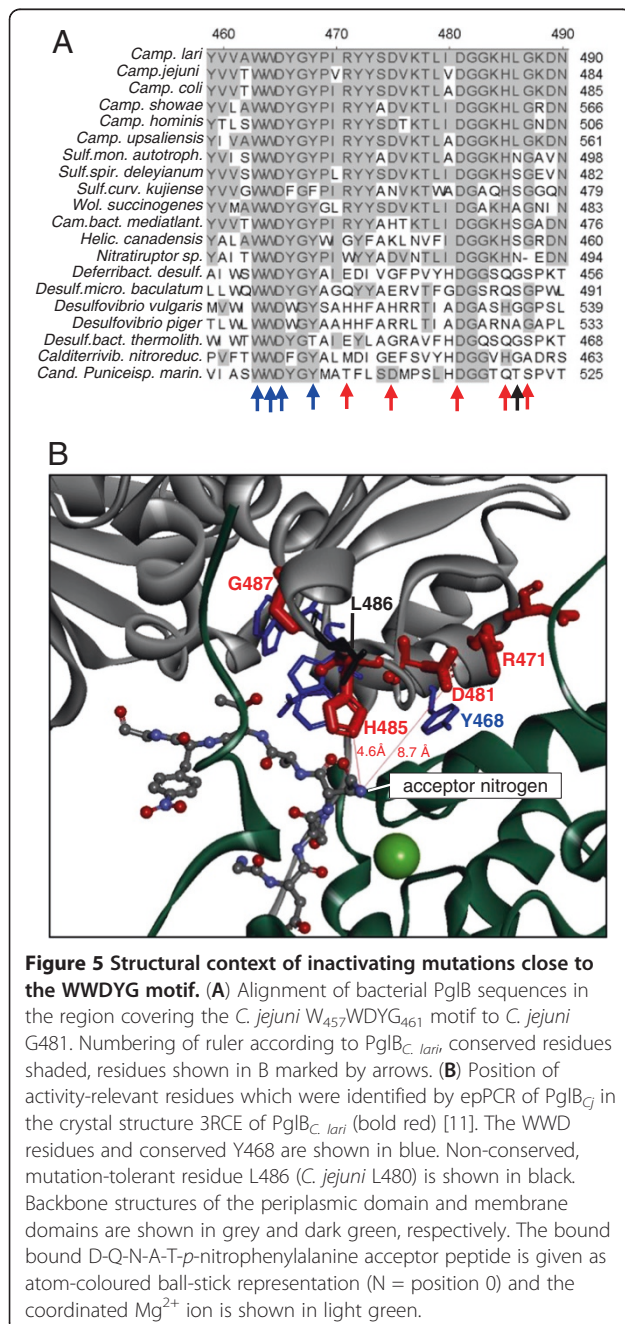 A
460 470 480 490
Camp. lari YVVAWWDYGYPIRYYSDVKTLIDGGKHLGKDN 490
Camp.jejuni YVVTWWDYGYPVRYYSDVKTLVDGGKHLGKDN 484
Camp. coli YVVTWWDYGYPIRYYSDVKTLIDGGKHLGKDN 485
Camp. showae YVLAWWDYGYPIRYYADVKTLIDGGKHLGRDN 566
Camp. hominis YTLSWWDYGYPIRYYSDTKTLIDGGKHLGNDN 506
Camp. upsaliensis YIVAWWDYGYPIRYYSDVKTLADGGKHLGKDN 561
Sulf.mon. autotroph. YVISWWDYGYPIRYYADVKTLADGGKHNGAVN 498
Sulf.spir. deleyianum YVVSWWDYGYPLRYYSDVKTLIDGGKHSGEVN 482
Sulf.curv. kujiense YVVGWWDFGFPIRYYANVKTWADGAQHSGGQN 479
Wol. succinogenes YVMAWWDYGYGLRYYSDVKTLIDGAKHAGNIN 483
Cam.bact. mediatlant. YVVTWWDYGYPIRYYAHTKTLIDGGKHSASDN 476
Helic. canadensis YALAWWDYGYWIGYFAKLNVFIDGGKHSGRDN 460
Nitratiruptor sp. YAITWWDYGYPIWYYADVKTLIDGGKHN-EDN 494
Deferribact. desulf. AIWSWWDYGYAIEDIVGFPVYHDGGSQGSPKT 456
Desulf.micro. baculatum LLWQWWDYGYAGQYYAERVTFGDGSRQSGPWL 491
Desulfovibrio vulgaris MVWIWWDWGYSAHHFAHRRTIADGASHGGPSL 539
Desulfovibrio piger TLWLWWDWGYAAHHFARRLTIADGARNAGAPL 533
Desulf.bact. thermolith. WIWSWWDYGTAIEYLAGRAVYHDGGSQGSPKT 468
Calditerrivib. nitroreduc. PVFTWWDFGYALMDIGEFSVYHDGGVHGADRS 463
Cand. Puniceisp. marin. VIASWWDYGYMATFLSDMPSLHDGGTQTSPVT 525
B
G487
L486
R471
D481
H485
Y468
4.6Å 8.7 Å
acceptor nitrogen
Figure 5 Structural context of inactivating mutations close to
the WWDYG motif. (A) Alignment of bacterial PglB sequences in
the region covering the C. jejuni W457WDYG461 motif to C. jejuni
G481. Numbering of ruler according to PglBC. lari, conserved residues
shaded, residues shown in B marked by arrows. (B) Position of
activity-relevant residues which were identified by epPCR of PglBCj in
the crystal structure 3RCE of PglBC. lari (bold red) [11]. The WWD
residues and conserved Y468 are shown in blue. Non-conserved,
mutation-tolerant residue L486 (C. jejuni L480) is shown in black.
Backbone structures of the periplasmic domain and membrane
domains are shown in grey and dark green, respectively. The bound
bound D-Q-N-A-T-p-nitrophenylalanine acceptor peptide is given as
atom-coloured ball-stick representation (N = position 0) and the
coordinated Mg2+ ion is shown in light green.